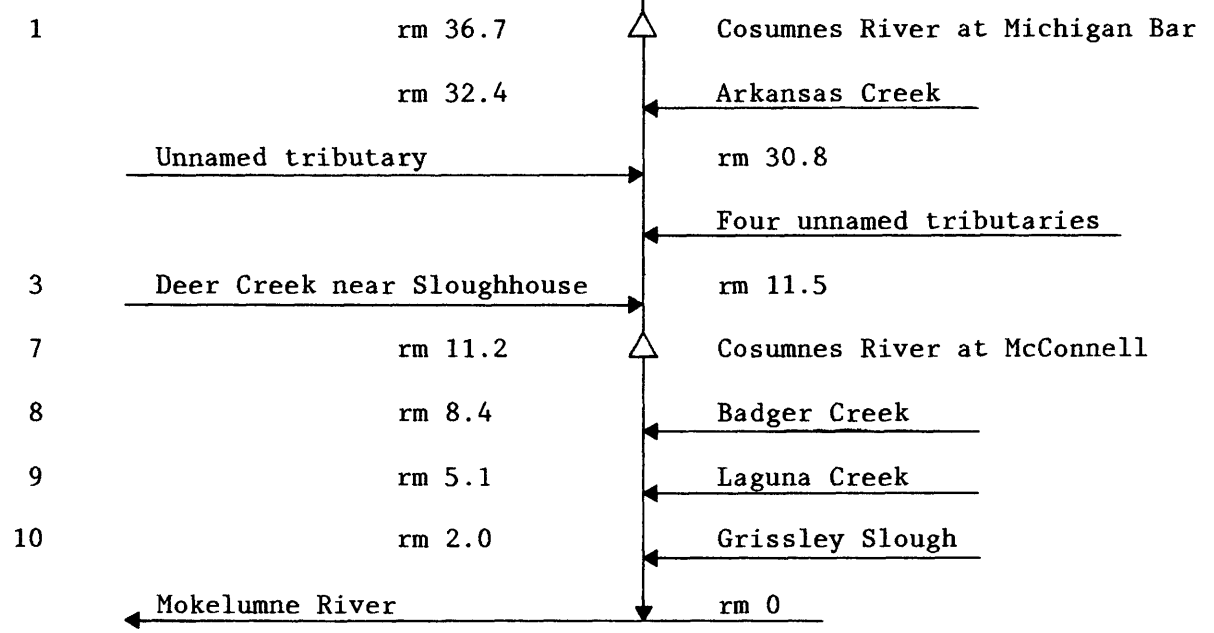 1 rm 36.7 Cosumnes River at Michigan Bar
rm 32.4 Arkansas Creek
Unnamed tributary rm 30.8
Four unnamed tributaries
3 Deer Creek near Sloughhouse rm 11.5
7 rm 11.2 Cosumnes River at McConnell
8 rm 8.4 Badger Creek
9 rm 5.1 Laguna Creek
10 rm 2.0 Grissley Slough
Mokelumne River rm 0